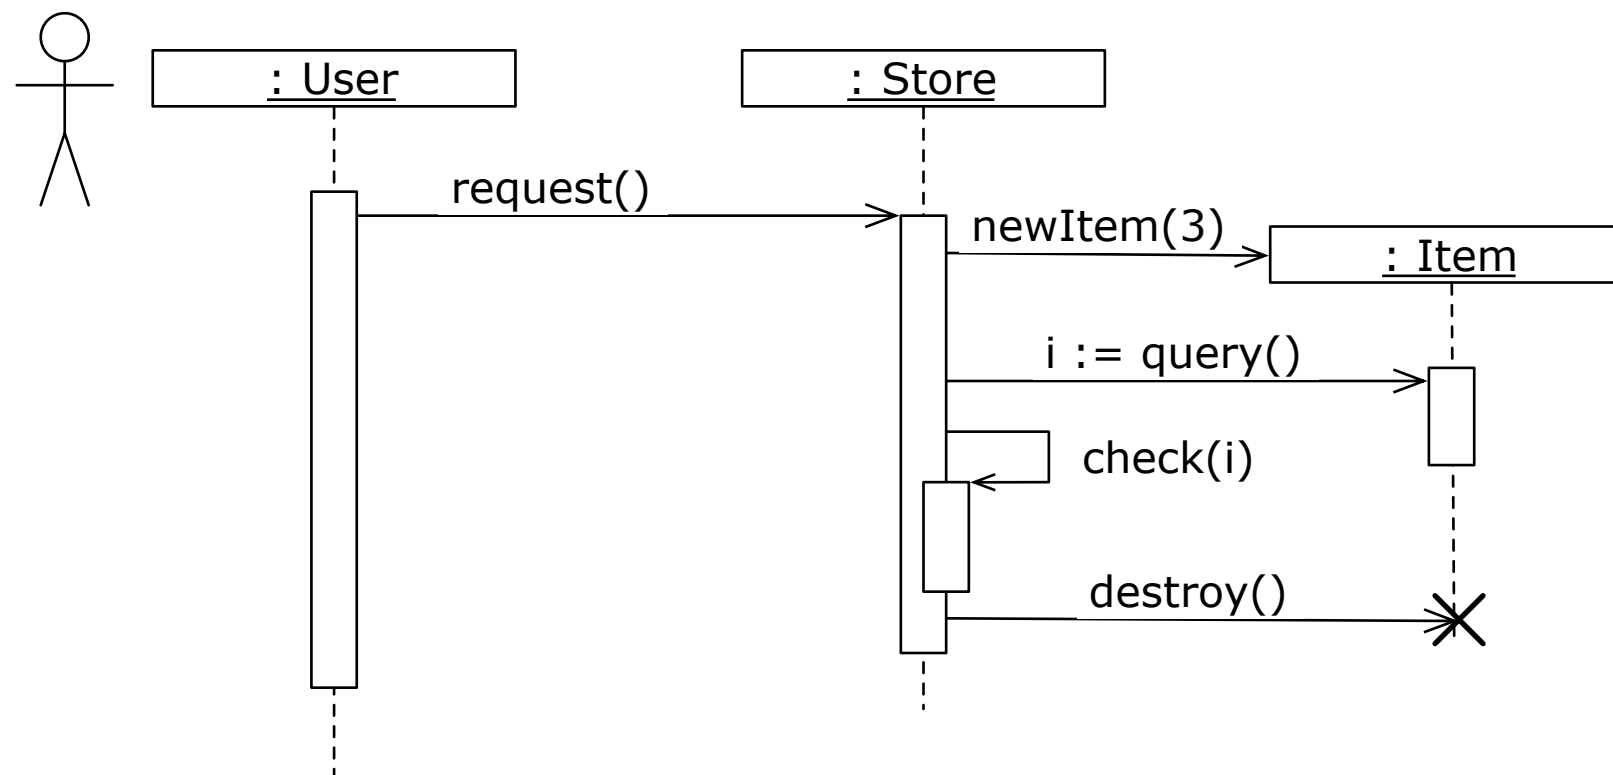 : User
: Store
request()
newItem(3)
: Item
i := query()
check(i)
destroy()